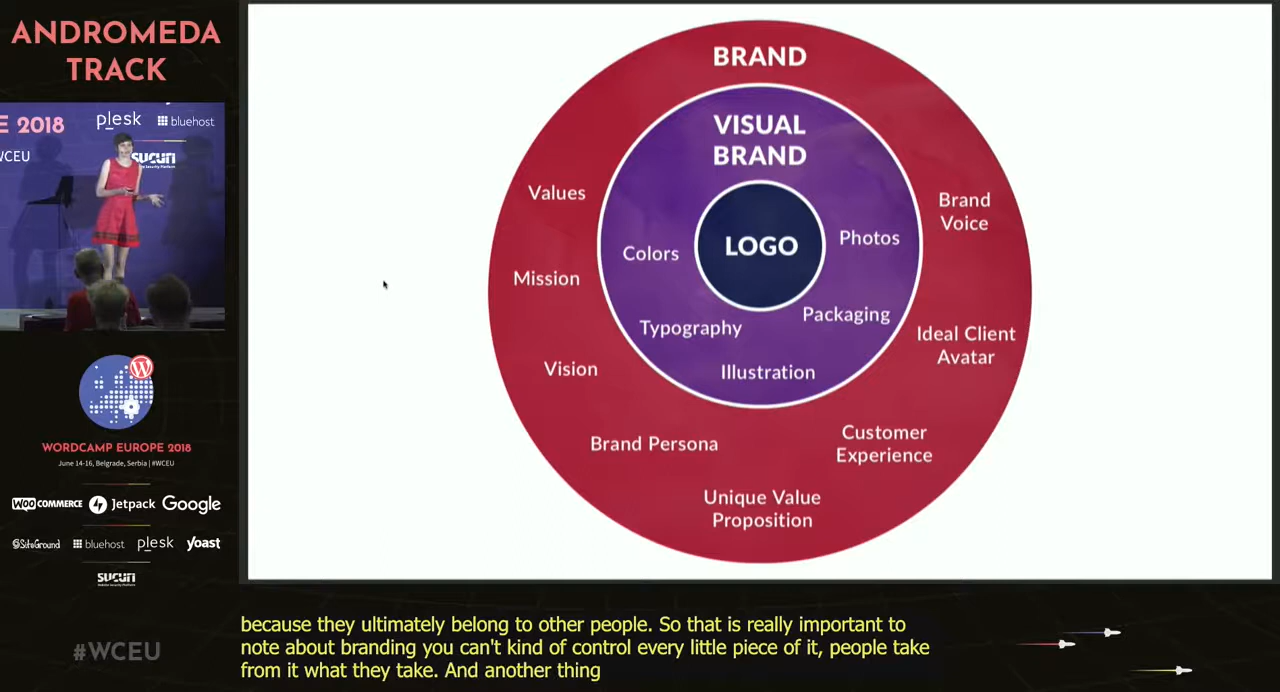 ANDROMEDA
TRACK
E 2018
plesk
bluehost
WCEU
SUCUri
WORDCAMP EUROPE 2018
June 14-16, Belgrade, Serbia | #WCEU
WOO COMMERCE
Jetpack
Google
SiteGround
bluehost
plesk
yoast
SUCUri
#WCEU
BRAND
VISUAL
BRAND
LOGO
Values
Mission
Vision
Brand Persona
Unique Value
Proposition
Customer
Experience
Ideal Client
Avatar
Brand
Voice
Colors
Photos
Typography
Packaging
Illustration
because they ultimately belong to other people. So that is really important to
note about branding you can't kind of control every little piece of it, people take
from it what they take. And another thing